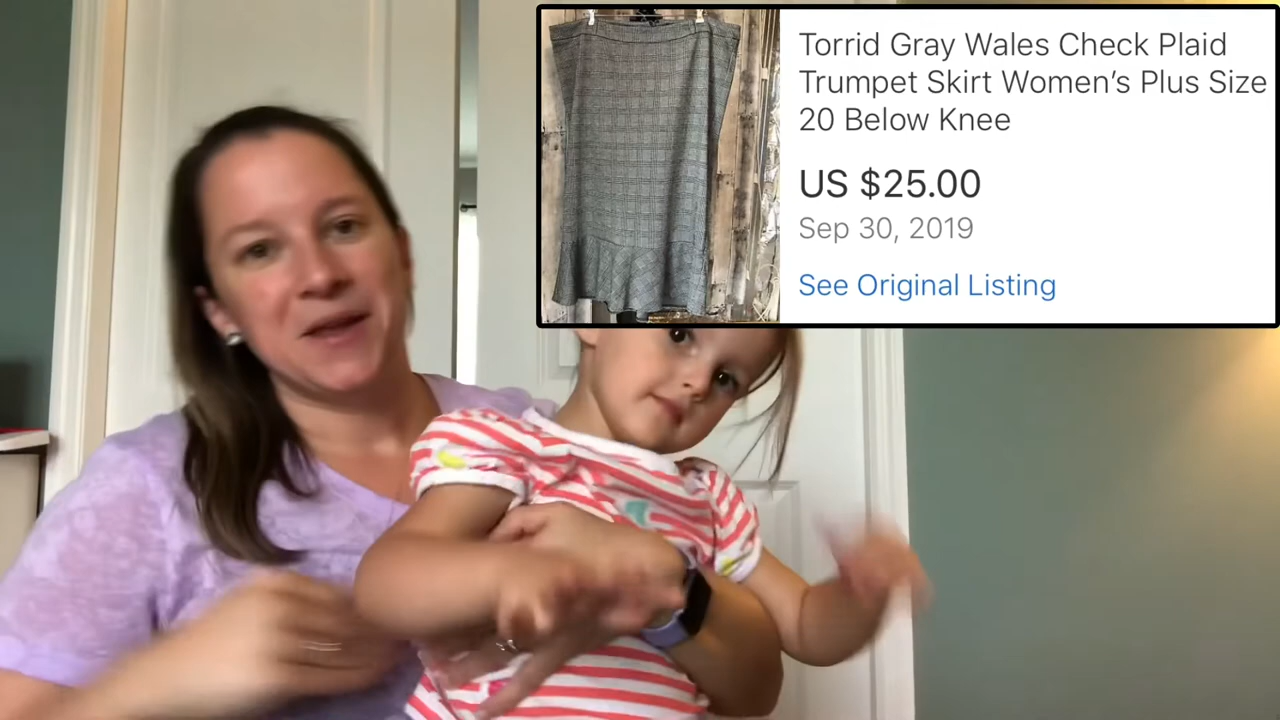 Torrid Gray Wales Check Plaid
Trumpet Skirt Women’s Plus Size
20 Below Knee
US $25.00
Sep 30, 2019
See Original Listing